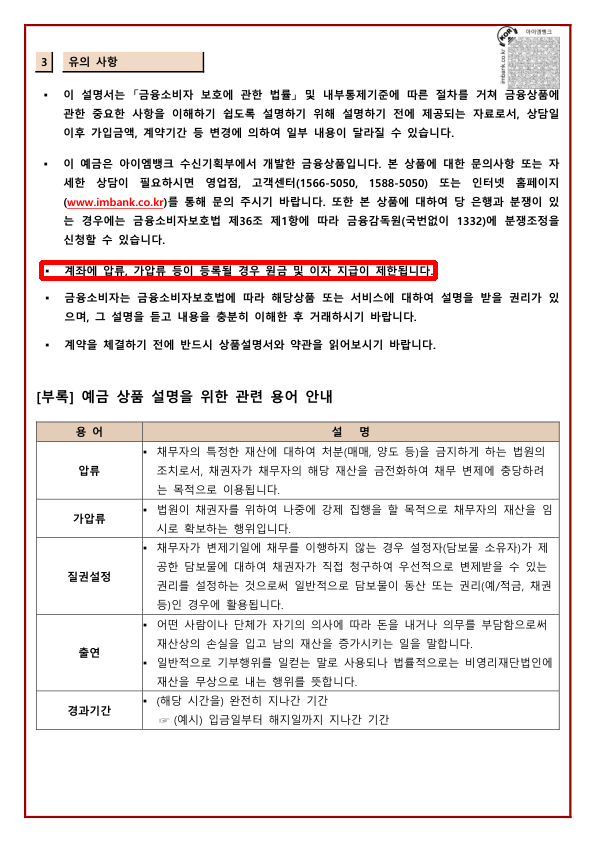 아이엠뱅크
KOR
imbank.co.kr
3 유의 사항
▪ 이 설명서는「금융소비자 보호에 관한 법률」및 내부통제기준에 따른 절차를 거쳐 금융상품에
관한 중요한 사항을 이해하기 쉽도록 설명하기 위해 설명하기 전에 제공되는 자료로서, 상담일
이후 가입금액, 계약기간 등 변경에 의하여 일부 내용이 달라질 수 있습니다.
▪ 이 예금은 아이엠뱅크 수신기획부에서 개발한 금융상품입니다. 본 상품에 대한 문의사항 또는 자
세한 상담이 필요하시면 영업점, 고객센터(1566-5050, 1588-5050) 또는 인터넷 홈페이지
(www.imbank.co.kr)를 통해 문의 주시기 바랍니다. 또한 본 상품에 대하여 당 은행과 분쟁이 있
는 경우에는 금융소비자보호법 제36조 제1항에 따라 금융감독원(국번없이 1332)에 분쟁조정을
신청할 수 있습니다.
▪ 계좌에 압류, 가압류 등이 등록될 경우 원금 및 이자 지급이 제한됩니다.
▪ 금융소비자는 금융소비자보호법에 따라 해당상품 또는 서비스에 대하여 설명을 받을 권리가 있
으며, 그 설명을 듣고 내용을 충분히 이해한 후 거래하시기 바랍니다.
▪ 계약을 체결하기 전에 반드시 상품설명서와 약관을 읽어보시기 바랍니다.
[부록] 예금 상품 설명을 위한 관련 용어 안내
용 어 설 명
압류
▪ 채무자의 특정한 재산에 대하여 처분(매매, 양도 등)을 금지하게 하는 법원의
조치로서, 채권자가 채무자의 해당 재산을 금전화하여 채무 변제에 충당하려
는 목적으로 이용됩니다.
가압류
▪ 법원이 채권자를 위하여 나중에 강제 집행을 할 목적으로 채무자의 재산을 임
시로 확보하는 행위입니다.
질권설정
▪ 채무자가 변제기일에 채무를 이행하지 않는 경우 설정자(담보물 소유자)가 제
공한 담보물에 대하여 채권자가 직접 청구하여 우선적으로 변제받을 수 있는
권리를 설정하는 것으로써 일반적으로 담보물이 동산 또는 권리(예/적금, 채권
등)인 경우에 활용됩니다.
출연
▪ 어떤 사람이나 단체가 자기의 의사에 따라 돈을 내거나 의무를 부담함으로써
재산상의 손실을 입고 남의 재산을 증가시키는 일을 말합니다.
▪ 일반적으로 기부행위를 일컫는 말로 사용되나 법률적으로는 비영리재단법인에
재산을 무상으로 내는 행위를 뜻합니다.
경과기간
▪ (해당 시간을) 완전히 지나간 기간
☞ (예시) 입금일부터 해지일까지 지나간 기간